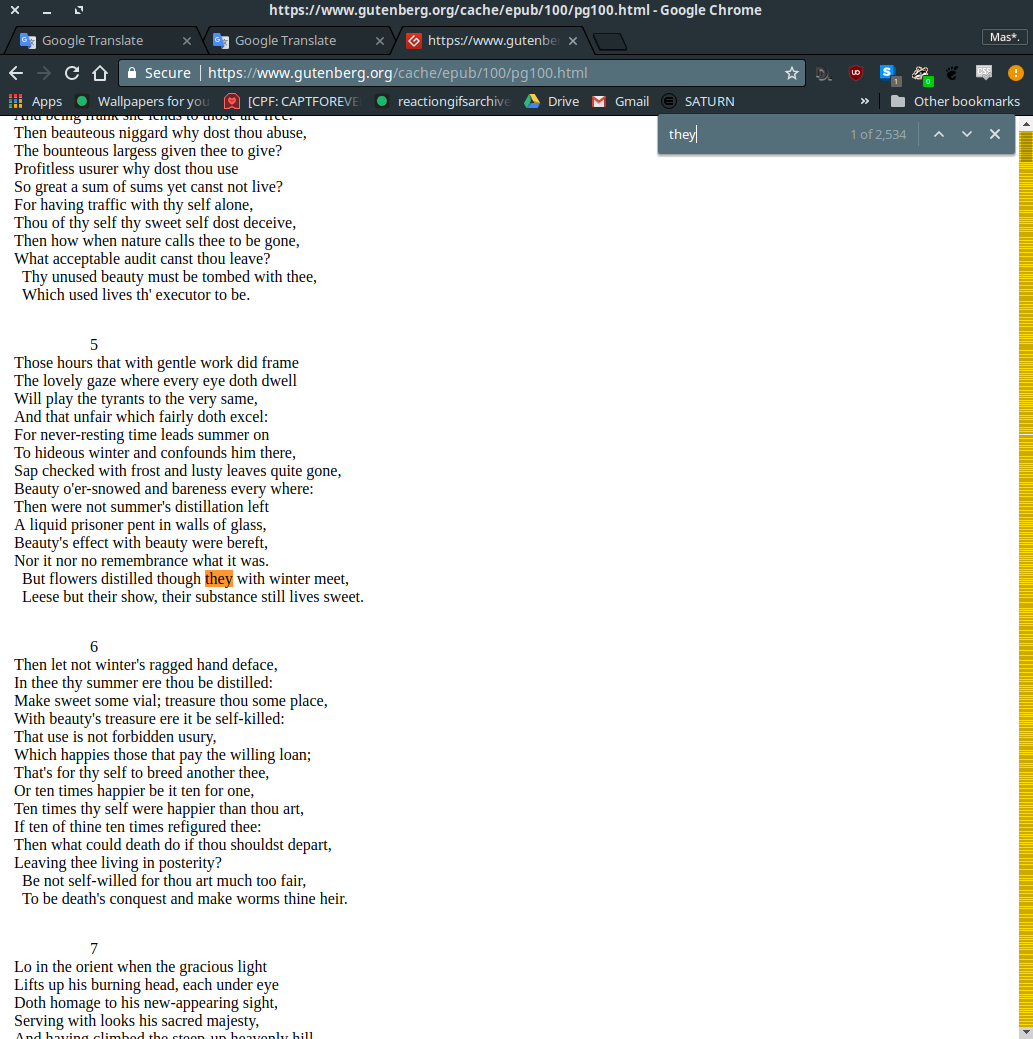 https://www.gutenberg.org/cache/epub/100/pg100.html - Google Chrome
Google Translate
Google Translate
https://www.gutenbe
Mas*.
Secure https://www.gutenberg.org/cache/epub/100/pg100.html
1
0
Apps Wallpapers for you [CPF: CAPTFOREVE reactiongifsarchive Drive Gmail SATURN » Other bookmarks
they 1 of 2,534
And being frank she lends to those are free:
Then beauteous niggard why dost thou abuse,
The bounteous largess given thee to give?
Profitless usurer why dost thou use
So great a sum of sums yet canst not live?
For having traffic with thy self alone,
Thou of thy self thy sweet self dost deceive,
Then how when nature calls thee to be gone,
What acceptable audit canst thou leave?
Thy unused beauty must be tombed with thee,
Which used lives th' executor to be.
5
Those hours that with gentle work did frame
The lovely gaze where every eye doth dwell
Will play the tyrants to the very same,
And that unfair which fairly doth excel:
For never-resting time leads summer on
To hideous winter and confounds him there,
Sap checked with frost and lusty leaves quite gone,
Beauty o'er-snowed and bareness every where:
Then were not summer's distillation left
A liquid prisoner pent in walls of glass,
Beauty's effect with beauty were bereft,
Nor it nor no remembrance what it was.
But flowers distilled though they with winter meet,
Leese but their show, their substance still lives sweet.
6
Then let not winter's ragged hand deface,
In thee thy summer ere thou be distilled:
Make sweet some vial; treasure thou some place,
With beauty's treasure ere it be self-killed:
That use is not forbidden usury,
Which happies those that pay the willing loan;
That's for thy self to breed another thee,
Or ten times happier be it ten for one,
Ten times thy self were happier than thou art,
If ten of thine ten times refigured thee:
Then what could death do if thou shouldst depart,
Leaving thee living in posterity?
Be not self-willed for thou art much too fair,
To be death's conquest and make worms thine heir.
7
Lo in the orient when the gracious light
Lifts up his burning head, each under eye
Doth homage to his new-appearing sight,
Serving with looks his sacred majesty,
And having climbed the steep-up heavenly hill